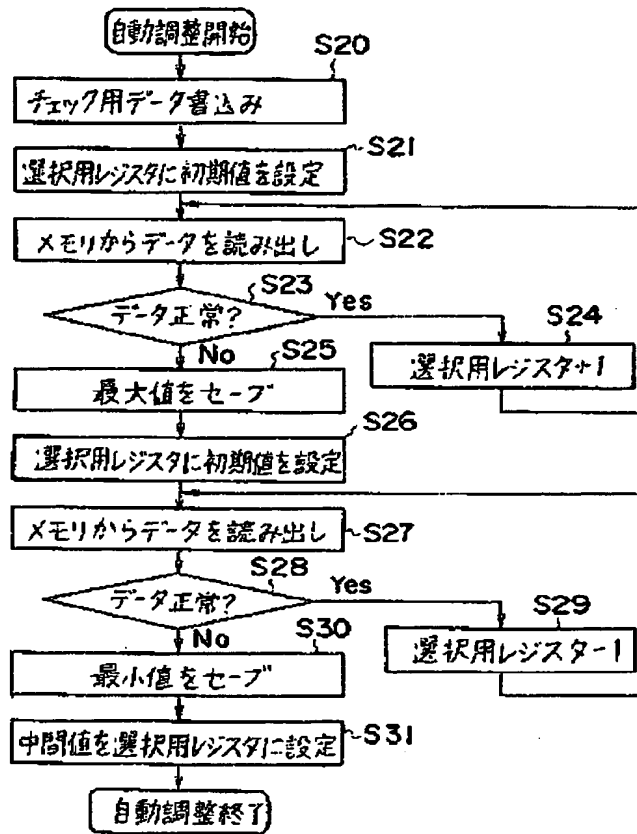 自動調整開始
S20
チェック用データ書込み
S21
選択用レジスタに初期値を設定
メモリからデータを読み出し
S22
S23
データ正常?
Yes
S24
選択用レジスタ+1
No
S25
最大値をセーブ
S26
選択用レジスタに初期値を設定
メモリからデータを読み出し
S27
S28
データ正常?
Yes
S29
選択用レジスタ-1
No
S30
最小値をセーブ
中間値を選択用レジスタに設定
S31
自動調整終了